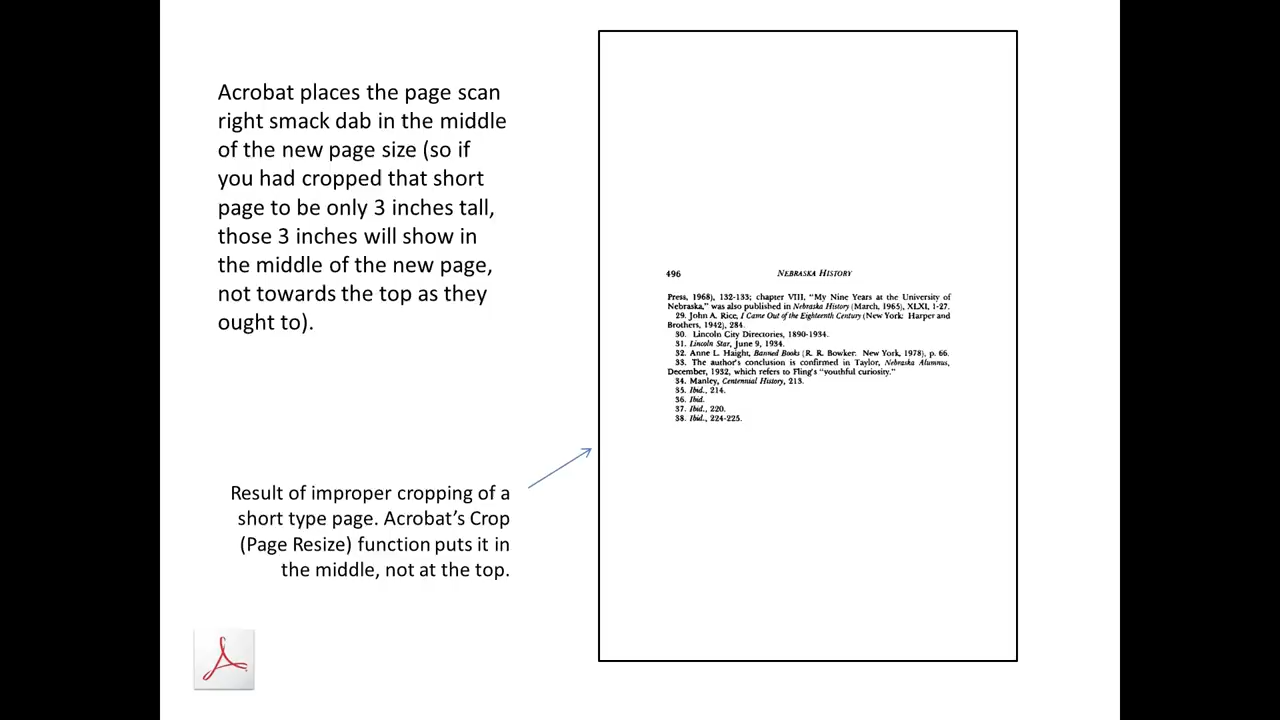 Acrobat places the page scan
right smack dab in the middle
of the new page size (so if
you had cropped that short
page to be only 3 inches tall,
those 3 inches will show in
the middle of the new page,
not towards the top as they
ought to).
Result of improper cropping of a
short type page. Acrobat’s Crop
(Page Resize) function puts it in
the middle, not at the top.
496 NEBRASKA HISTORY
Press, 1968), 132-133; chapter VIII, "My Nine Years at the University of
Nebraska," was also published in Nebraska History (March, 1965), XLXI, 1-27.
29. John A. Rice, I Came Out of the Eighteenth Century (New York: Harper and
Brothers, 1942), 284.
30. Lincoln City Directories, 1890-1934.
31. Lincoln Star, June 9, 1934.
32. Anne L. Haight, Banned Books (R. R. Bowker: New York, 1978), p. 66.
33. The author's conclusion is confirmed in Taylor, Nebraska Alumnus,
December, 1932, which refers to Fling's "youthful curiosity."
34. Manley, Centennial History, 213.
35. Ibid., 214.
36. Ibid.
37. Ibid., 220.
38. Ibid., 224-225.